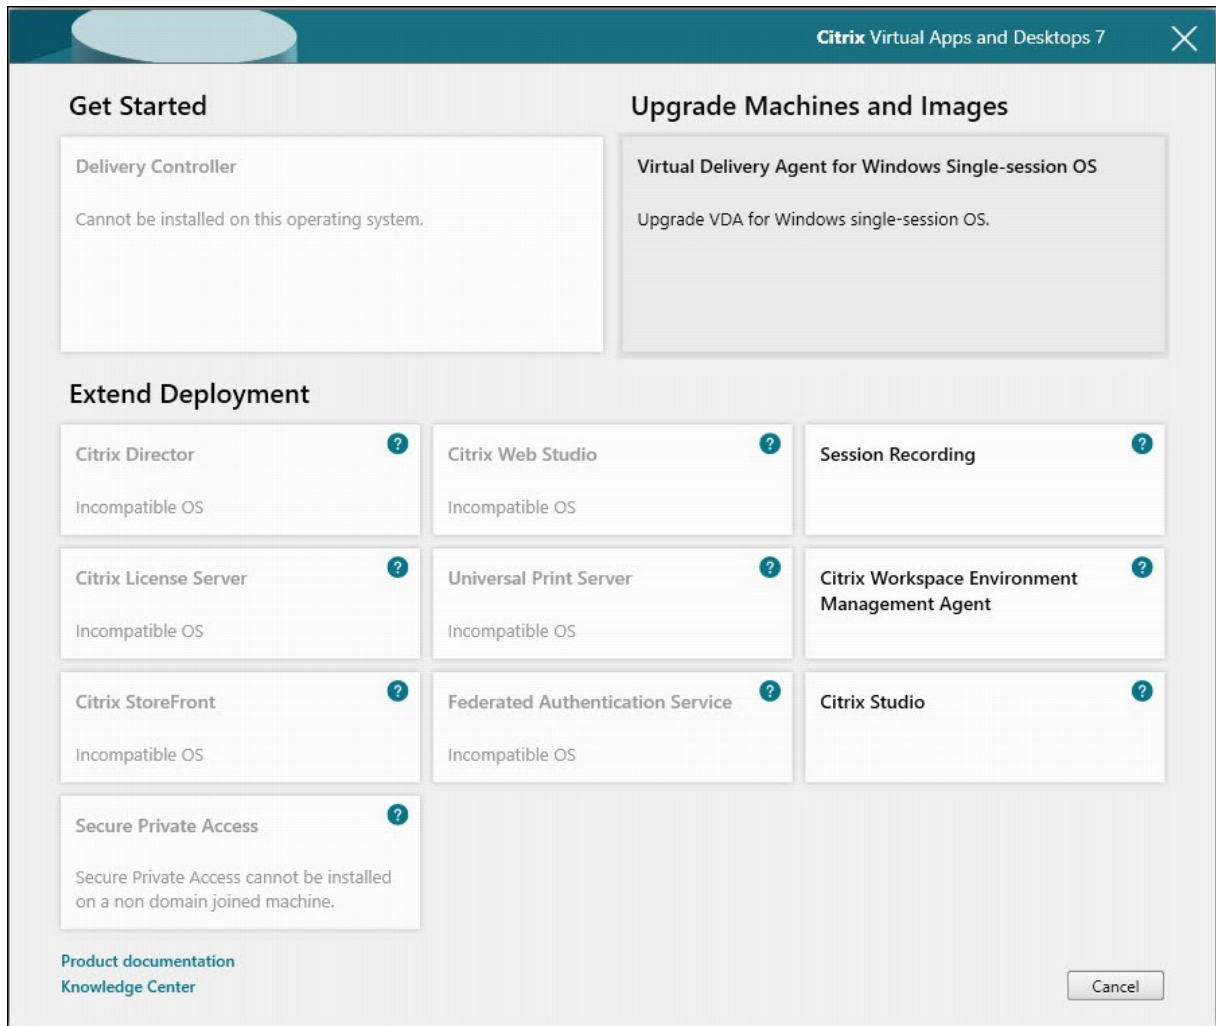 Citrix Virtual Apps and Desktops 7
Get Started
Delivery Controller
Cannot be installed on this operating system.
Upgrade Machines and Images
Virtual Delivery Agent for Windows Single-session OS
Upgrade VDA for Windows single-session OS.
Extend Deployment
Citrix Director
?
Incompatible OS
Citrix Web Studio
?
Incompatible OS
Session Recording
?
Citrix License Server
?
Incompatible OS
Universal Print Server
?
Incompatible OS
Citrix Workspace Environment
Management Agent
?
Citrix StoreFront
?
Incompatible OS
Federated Authentication Service
?
Incompatible OS
Citrix Studio
?
Secure Private Access
?
Secure Private Access cannot be installed
on a non domain joined machine.
Product documentation
Knowledge Center
Cancel